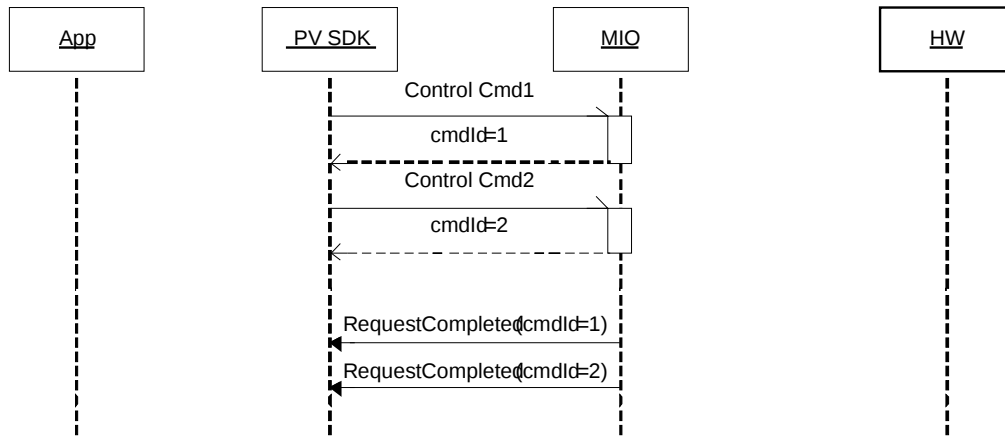 App
PV SDK
MIO
HW
Control Cmd1
cmdId=1
Control Cmd2
cmdId=2
RequestCompleted(cmdId=1)
RequestCompleted(cmdId=2)